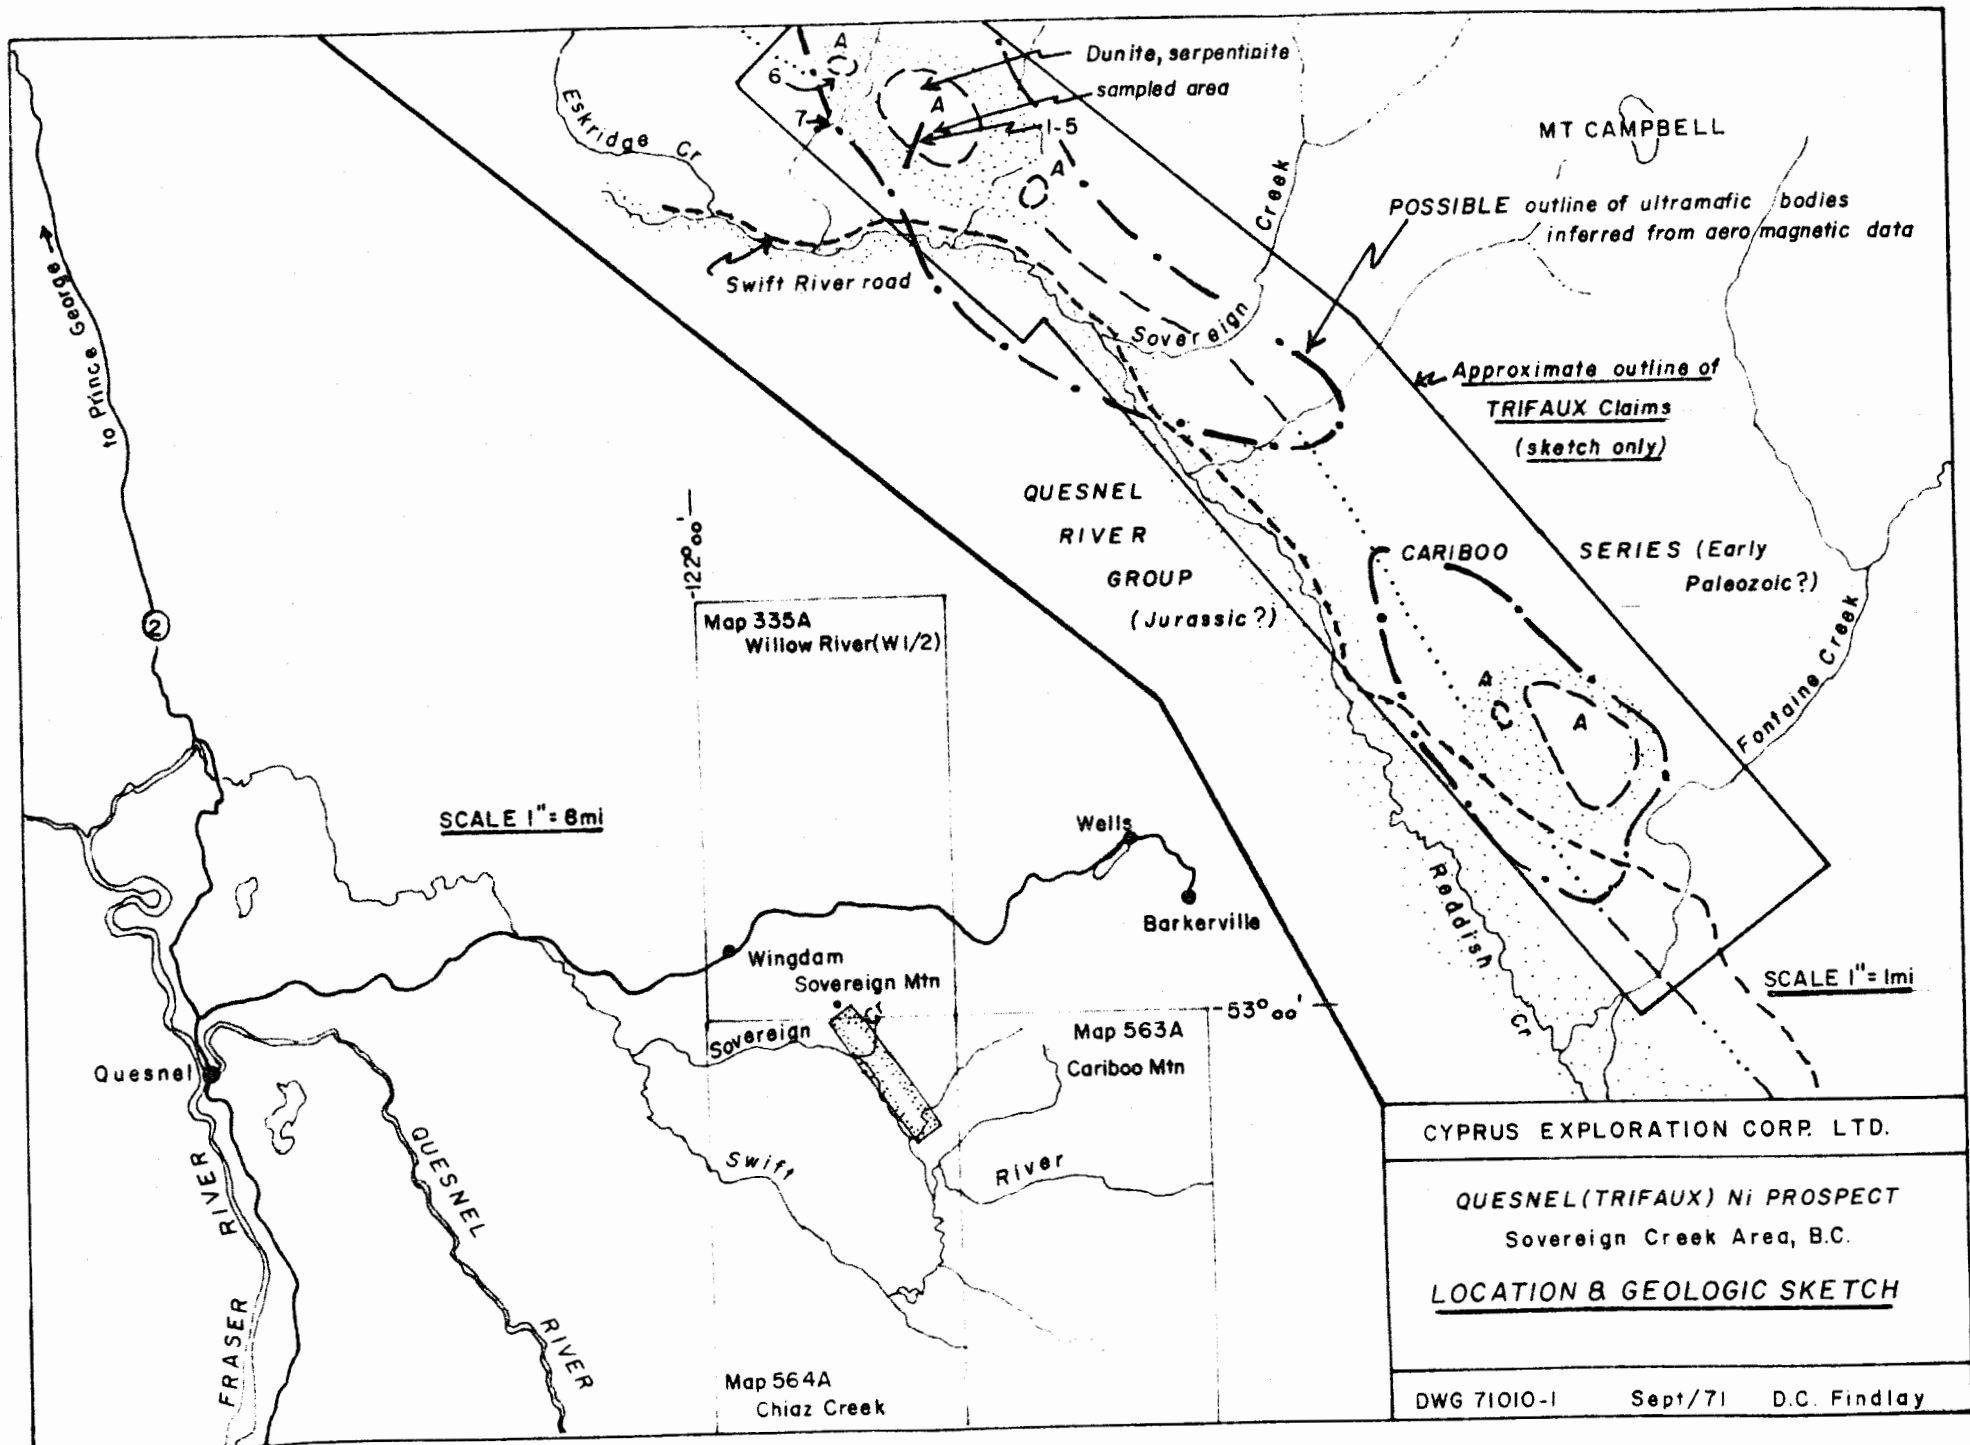 A
6
7
A
Dunite, serpentinite
sampled area
1-5
A
Eskridge Cr
Swift River road
Creek
Sovereign
MT CAMPBELL
POSSIBLE outline of ultramafic bodies
inferred from aeromagnetic data
Approximate outline of
TRIFAUX Claims
(sketch only)
to Prince George
2
QUESNEL
RIVER
GROUP
(Jurassic?)
CARIBOO SERIES (Early
Paleozoic?)
A
A
Fontaine Creek
Reddish Cr
SCALE 1"= 1mi
-122°00'
Map 335A
Willow River(W1/2)
SCALE 1"= 8mi
Wells
Barkerville
Wingdam
Sovereign Mtn
53°00'
Sovereign
Map 563A
Cariboo Mtn
Quesnel
QUESNEL
RIVER
FRASER RIVER
Swift
River
Map 564A
Chiaz Creek
CYPRUS EXPLORATION CORP. LTD.
QUESNEL (TRIFAUX) Ni PROSPECT
Sovereign Creek Area, B.C.
LOCATION & GEOLOGIC SKETCH
DWG 71010-1 Sept/71 D.C. Findlay